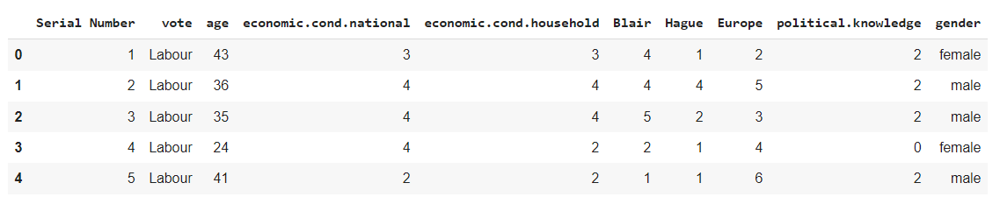 Serial Number vote age economic.cond.national economic.cond.household Blair Hague Europe political.knowledge gender
0 1 Labour 43 3 3 4 1 2 2 female
1 2 Labour 36 4 4 4 4 5 2 male
2 3 Labour 35 4 4 5 2 3 2 male
3 4 Labour 24 4 2 2 1 4 0 female
4 5 Labour 41 2 2 1 1 6 2 male